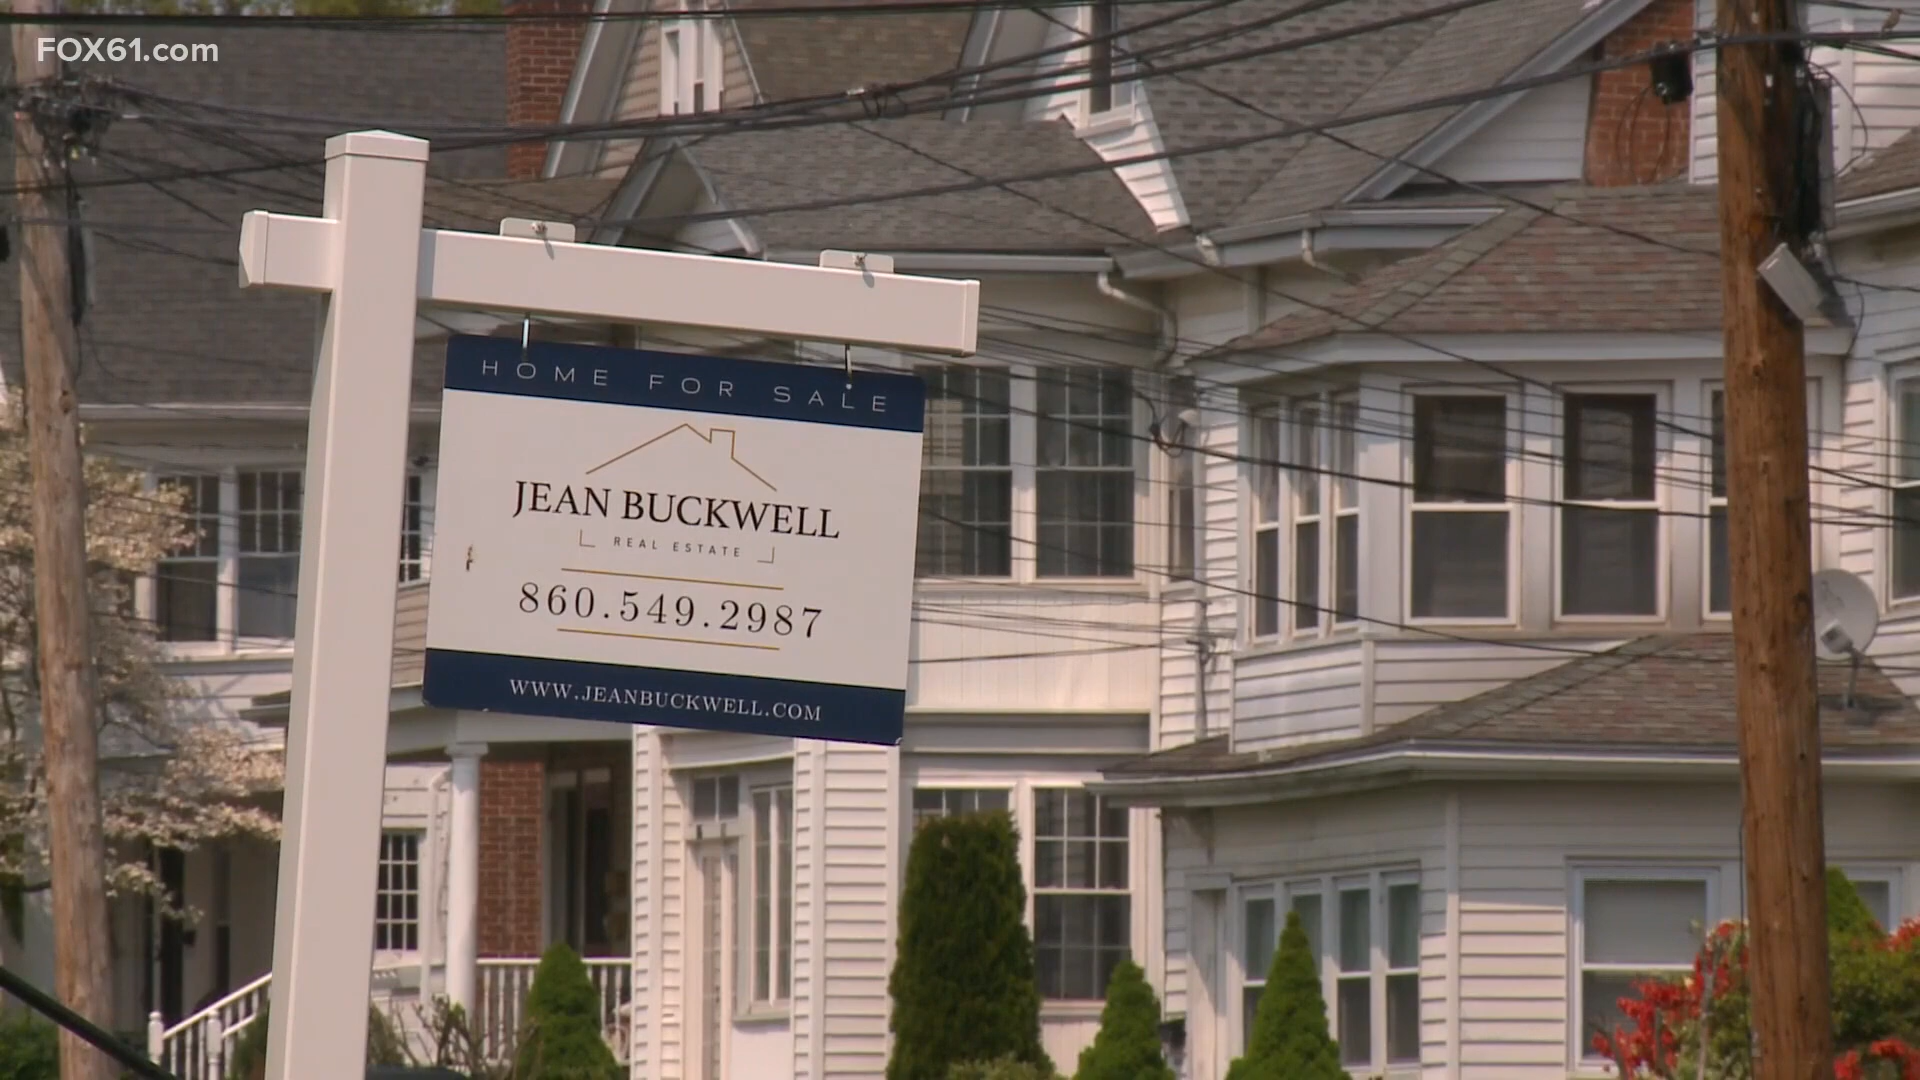 FOX61.com
HOME FOR SALE
JEAN BUCKWELL
REAL ESTATE
860.549.2987
WWW.JEANBUCKWELL.COM